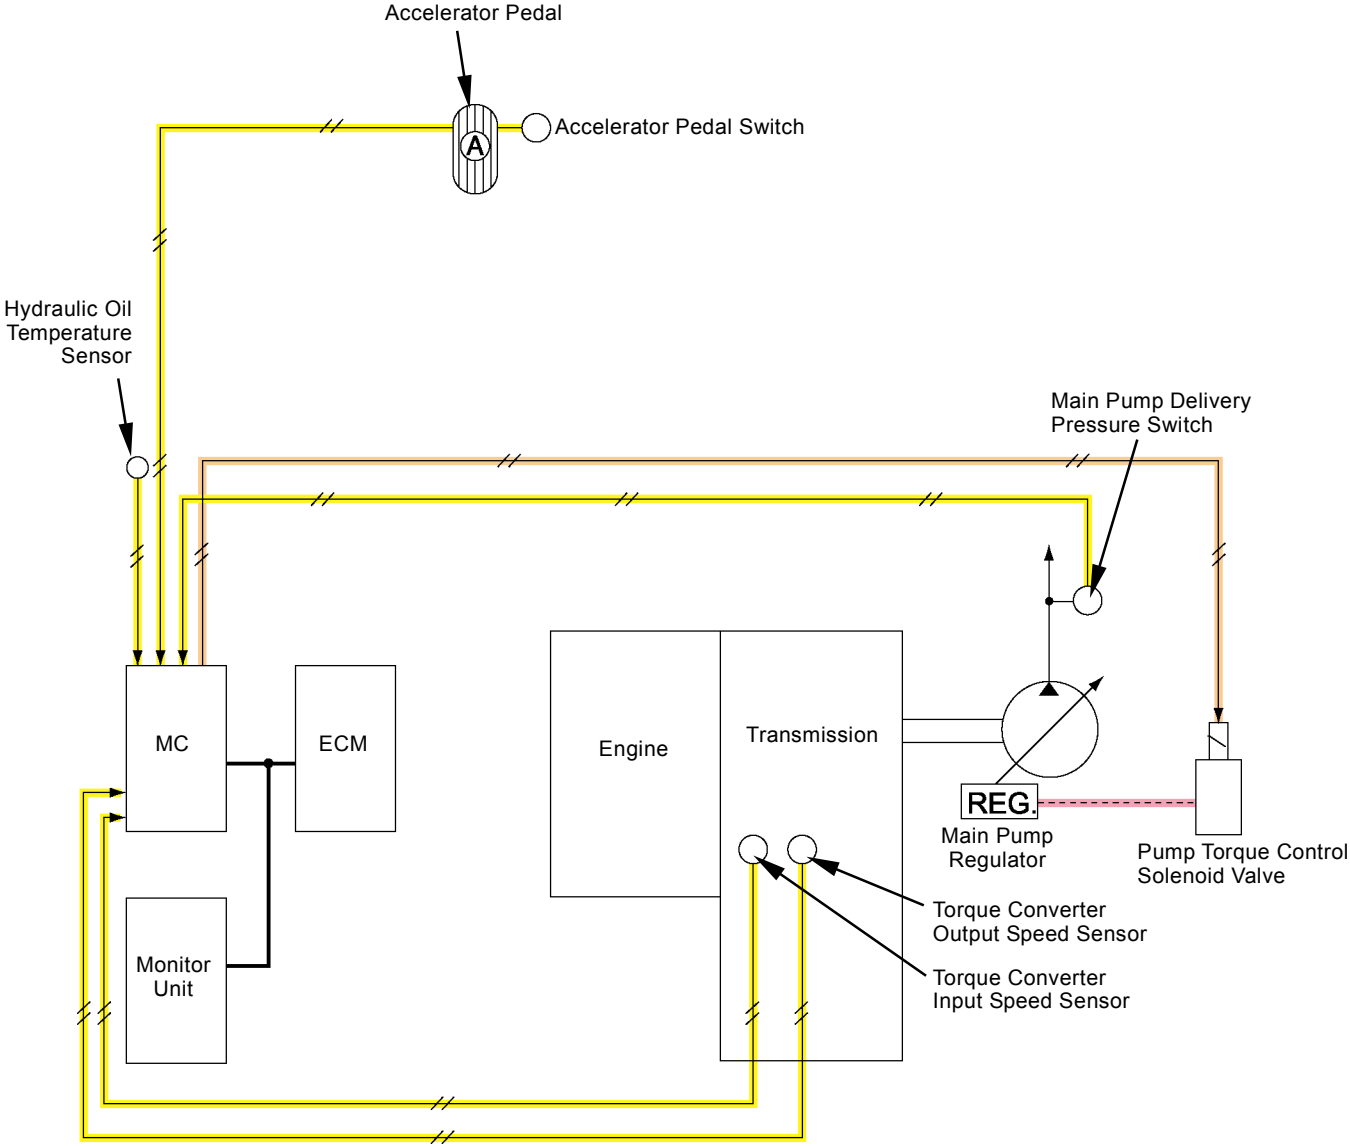 Accelerator Pedal
Accelerator Pedal Switch
A
Hydraulic Oil
Temperature
Sensor
Main Pump Delivery
Pressure Switch
MC
ECM
Engine
Transmission
REG.
Main Pump
Regulator
Pump Torque Control
Solenoid Valve
Torque Converter
Output Speed Sensor
Monitor
Unit
Torque Converter
Input Speed Sensor